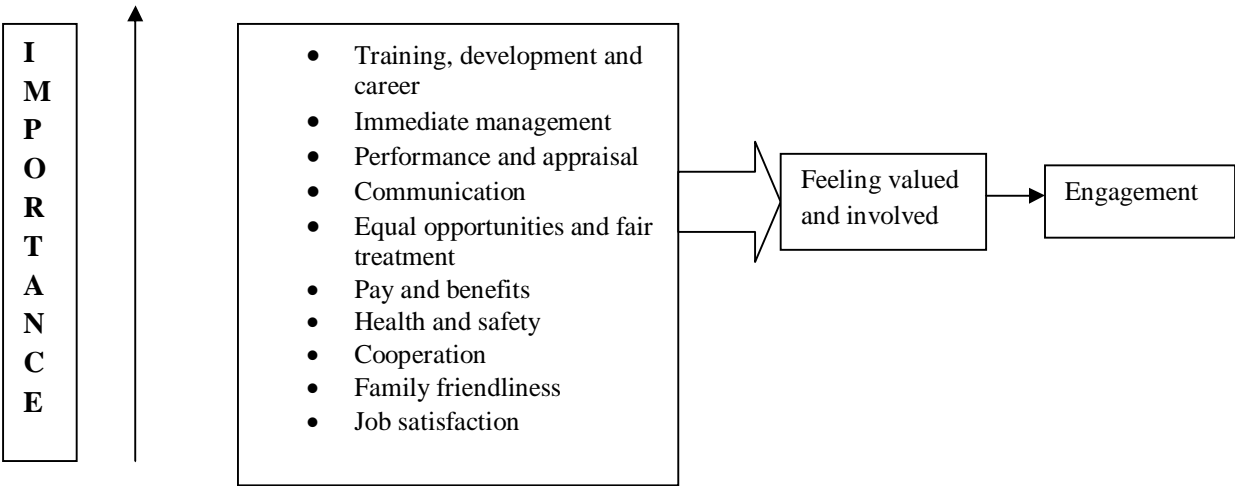 I
M
P
O
R
T
A
N
C
E
• Training, development and
career
• Immediate management
• Performance and appraisal
• Communication
• Equal opportunities and fair
treatment
• Pay and benefits
• Health and safety
• Cooperation
• Family friendliness
• Job satisfaction
Feeling valued
and involved
Engagement